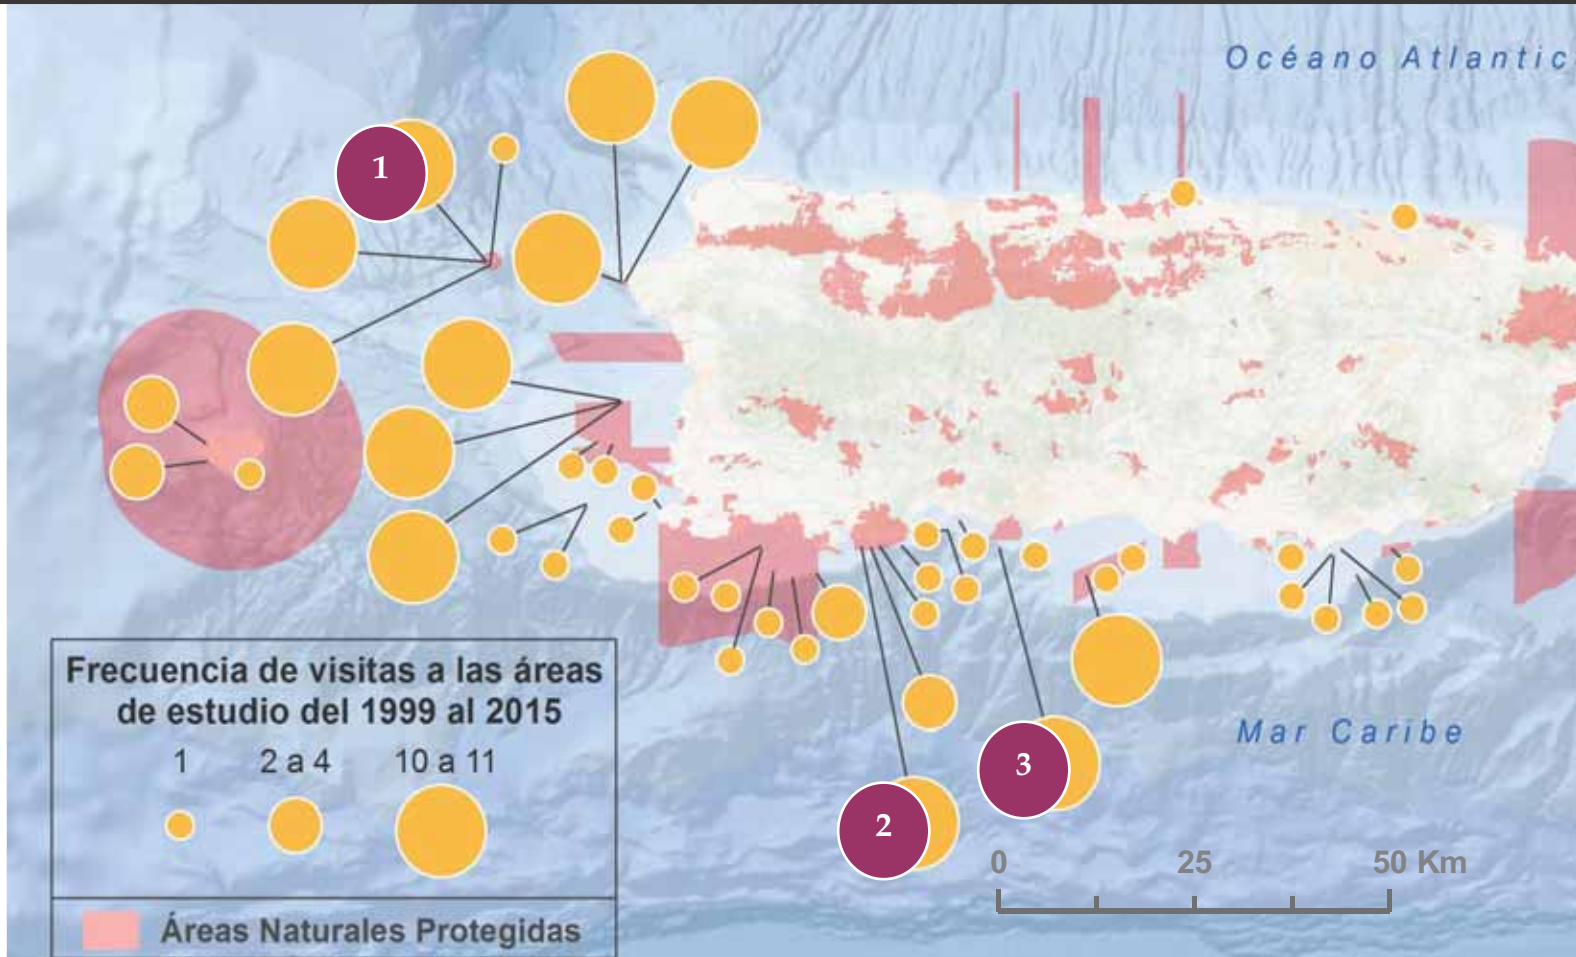 Océano Atlantic
1
Frecuencia de visitas a las áreas
de estudio del 1999 al 2015
1 2 a 4 10 a 11
Áreas Naturales Protegidas
Mar Caribe
3
2
0 25 50 Km